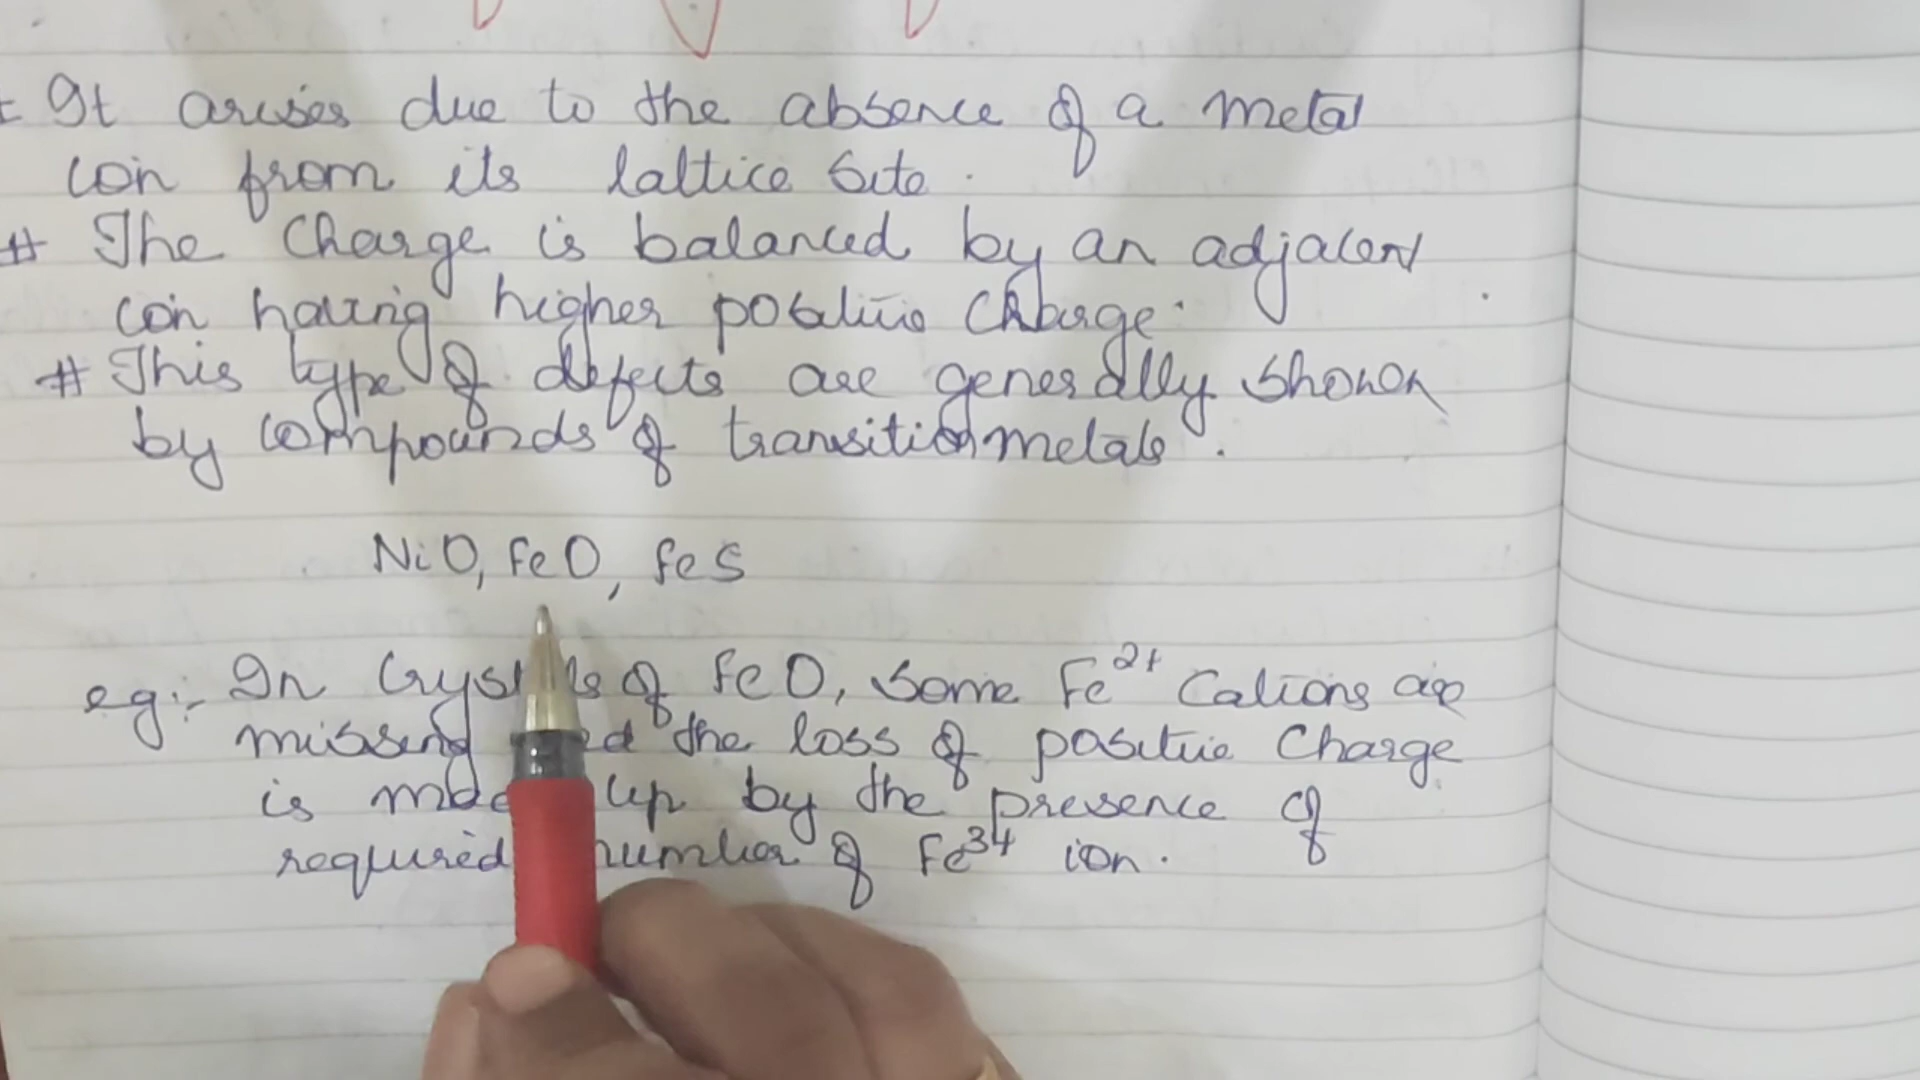 It arises due to the absence of a metal
ion from its lattice site.
# The Charge is balanced by an adjacent
ion having higher positive Charge.
# This type of defects are generally shown
by compounds of transition metals.
NiO, FeO, FeS
eg:- In Crystals of FeO, Some Fe²⁺ Cations are
missing and the loss of positive Charge
is made up by the presence of
required number of Fe³⁺ ion.